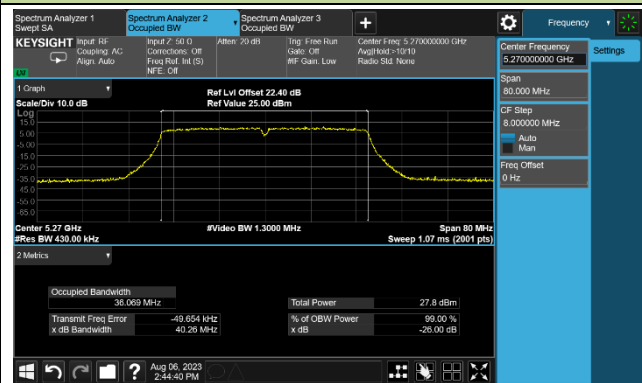 Spectrum Analyzer 1
Swept SA
Spectrum Analyzer 2
Occupied BW
Spectrum Analyzer 3
Occupied BW
Frequency
KEYSIGHT
Input: RF
Coupling: AC
Align: Auto
Input Z: 50 Ω
Corrections: Off
Freq Ref: Int (S)
NFE: Off
Atten: 20 dB
Trig: Free Run
Gate: Off
#IF Gain: Low
Center Freq: 5.270000000 GHz
Avg|Hold:>10/10
Radio Std: None
Center Frequency
5.270000000 GHz
Settings
Span
80.000 MHz
CF Step
8.000000 MHz
Auto
Man
Freq Offset
0 Hz
1 Graph
Scale/Div 10.0 dB
Ref Lvl Offset 22.40 dB
Ref Value 25.00 dBm
Log
15.0
5.00
-5.00
-15.0
-25.0
-35.0
-45.0
-55.0
-65.0
Center 5.27 GHz
#Res BW 430.00 kHz
#Video BW 1.3000 MHz
Span 80 MHz
Sweep 1.07 ms (2001 pts)
2 Metrics
Occupied Bandwidth
36.069 MHz
Total Power 27.8 dBm
Transmit Freq Error -49.654 kHz
% of OBW Power 99.00 %
x dB Bandwidth 40.26 MHz
x dB -26.00 dB
Aug 06, 2023
2:44:40 PM